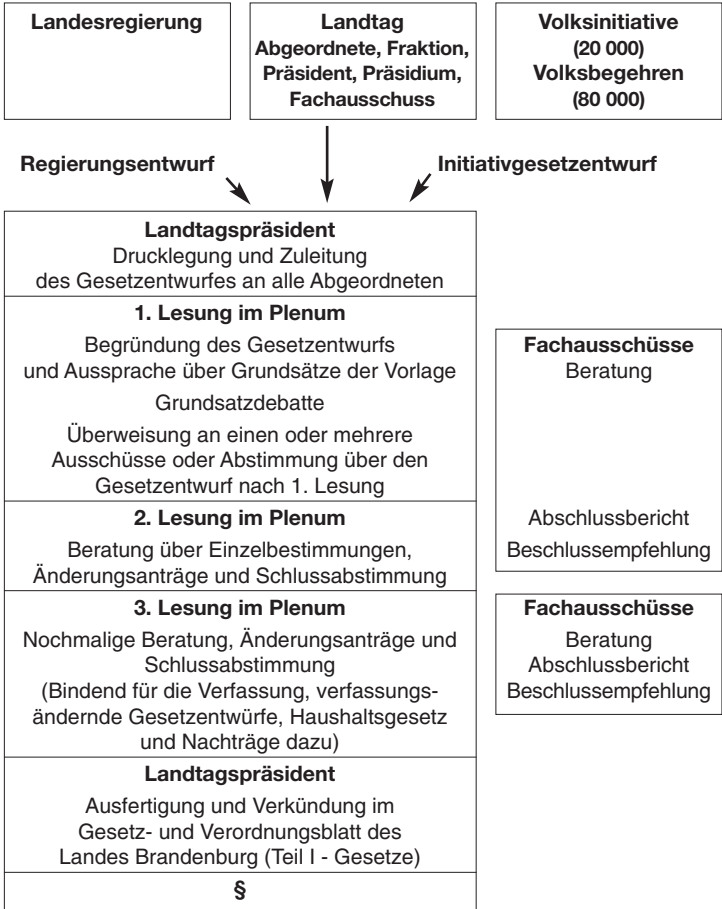 Landesregierung
Landtag
Abgeordnete, Fraktion,
Präsident, Präsidium,
Fachausschuss
Volksinitiative
(20 000)
Volksbegehren
(80 000)
Regierungsentwurf
Initiativgesetzentwurf
Landtagspräsident
Drucklegung und Zuleitung
des Gesetzentwurfes an alle Abgeordneten
1. Lesung im Plenum
Begründung des Gesetzentwurfs
und Aussprache über Grundsätze der Vorlage
Grundsatzdebatte
Überweisung an einen oder mehrere
Ausschüsse oder Abstimmung über den
Gesetzentwurf nach 1. Lesung
Fachausschüsse
Beratung
2. Lesung im Plenum
Beratung über Einzelbestimmungen,
Änderungsanträge und Schlussabstimmung
Abschlussbericht
Beschlussempfehlung
3. Lesung im Plenum
Nochmalige Beratung, Änderungsanträge und
Schlussabstimmung
(Bindend für die Verfassung, verfassungs-
ändernde Gesetzentwürfe, Haushaltsgesetz
und Nachträge dazu)
Fachausschüsse
Beratung
Abschlussbericht
Beschlussempfehlung
Landtagspräsident
Ausfertigung und Verkündung im
Gesetz- und Verordnungsblatt des
Landes Brandenburg (Teil I - Gesetze)
§